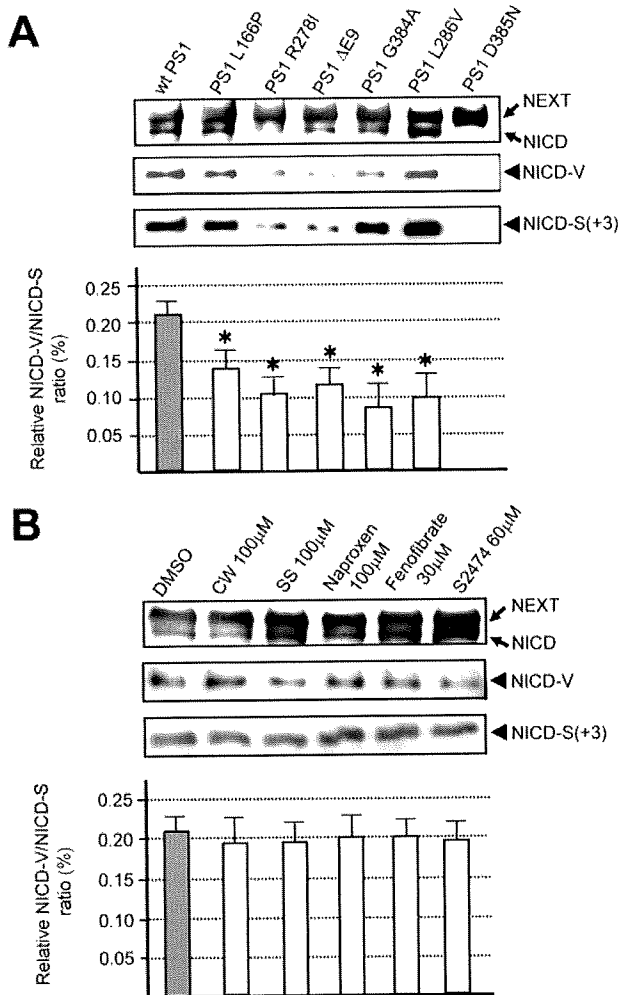 A
wt PS1
PS1 L166P
PS1 R278I
PS1 ΔE9
PS1 G384A
PS1 L286V
PS1 D385N
NEXT
NICD
NICD-V
NICD-S(+3)
Relative NICD-V/NICD-S
ratio (%)
0.25
0.20
0.15
0.10
0.05
* * * * *
B
DMSO
CW 100μM
SS 100μM
Naproxen
100μM
Fenofibrate
30μM
S2474 60μM
NEXT
NICD
NICD-V
NICD-S(+3)
Relative NICD-V/NICD-S
ratio (%)
0.25
0.20
0.15
0.10
0.05